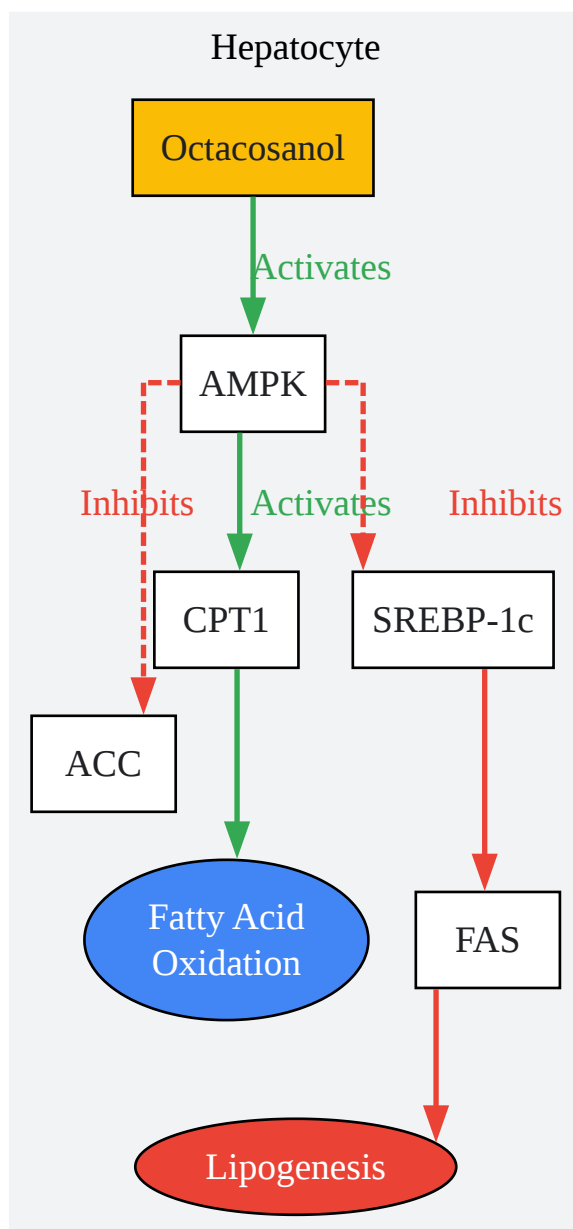 Hepatocyte
Octacosanol
Activates
AMPK
Inhibits
Activates
Inhibits
CPT1
SREBP-1c
ACC
Fatty Acid
Oxidation
FAS
Lipogenesis